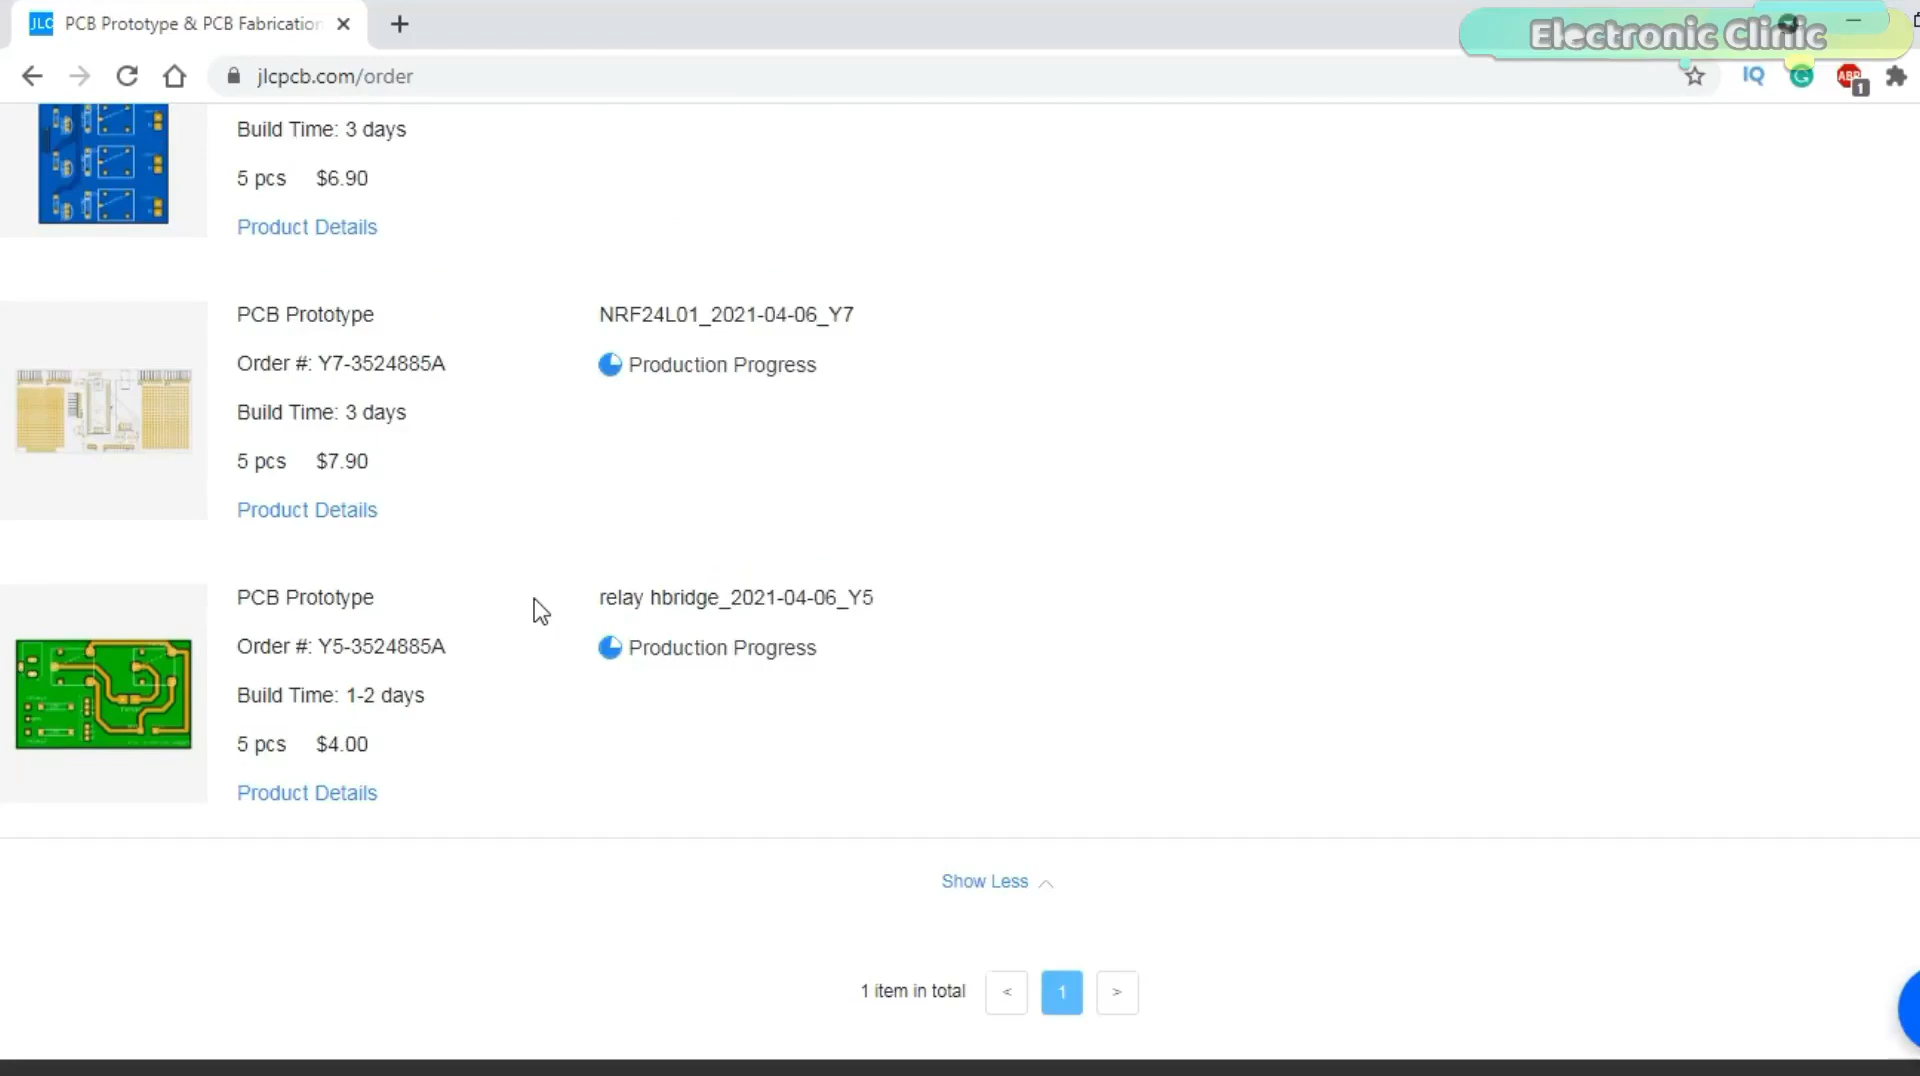 JLC PCB Prototype & PCB Fabrication
Electronic Clinic
jlcpcb.com/order
IQ
ABP
1
Build Time: 3 days
5 pcs $6.90
Product Details
PCB Prototype
NRF24L01_2021-04-06_Y7
Order #: Y7-3524885A
Production Progress
Build Time: 3 days
5 pcs $7.90
Product Details
PCB Prototype
relay hbridge_2021-04-06_Y5
Order #: Y5-3524885A
Production Progress
Build Time: 1-2 days
5 pcs $4.00
Product Details
Show Less
1 item in total < 1 >